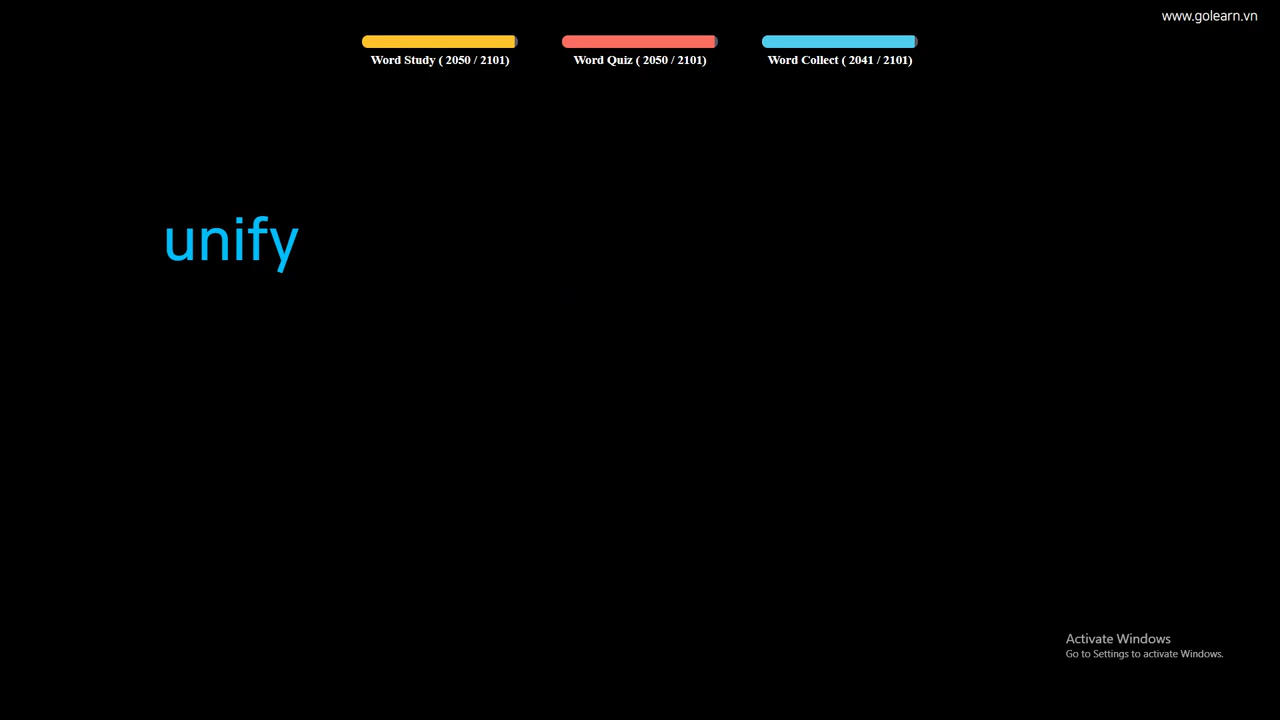 www.golearn.vn
Word Study ( 2050 / 2101)
Word Quiz ( 2050 / 2101)
Word Collect ( 2041 / 2101)
unify
Activate Windows
Go to Settings to activate Windows.